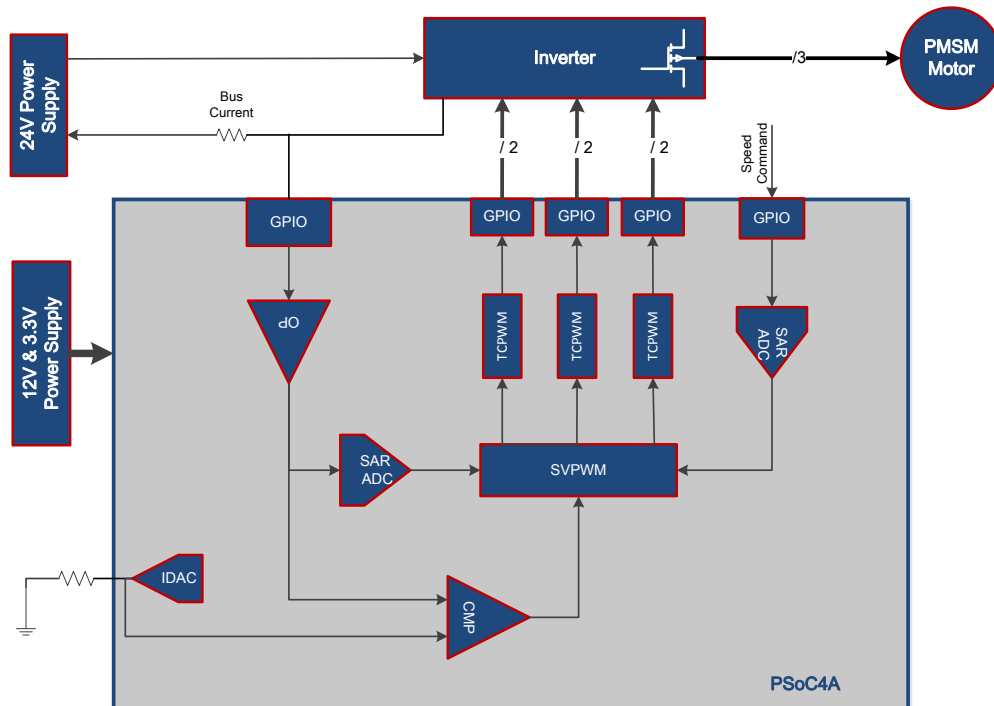 24V Power
Supply
Bus
Current
Inverter
/3
PMSM
Motor
/ 2
/ 2
/ 2
Speed
Command
GPIO
GPIO
GPIO
GPIO
GPIO
12V & 3.3V
Power Supply
OP
TCPWM
TCPWM
TCPWM
SAR
ADC
SAR
ADC
SVPWM
IDAC
CMP
PSoC4A